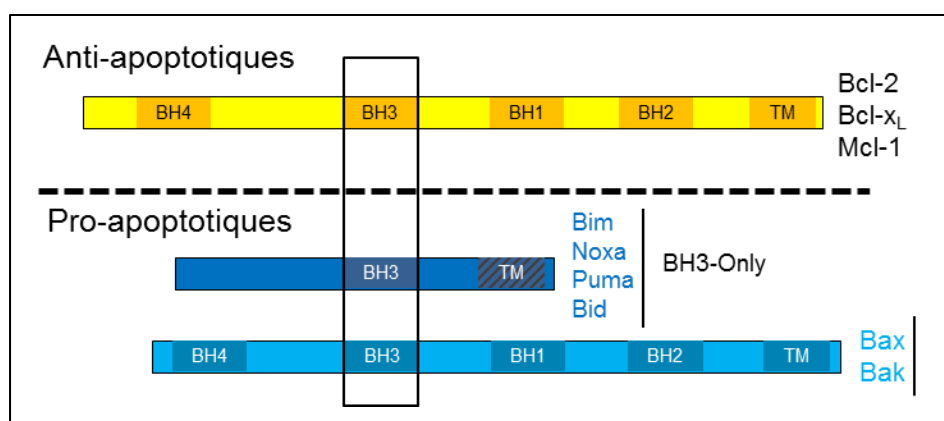 Anti-apoptotiques
BH4 BH3 BH1 BH2 TM
Bcl-2
Bcl-xL
Mcl-1
Pro-apoptotiques
BH3 TM
Bim
Noxa
Puma
Bid
BH3-Only
BH4 BH3 BH1 BH2 TM
Bax
Bak